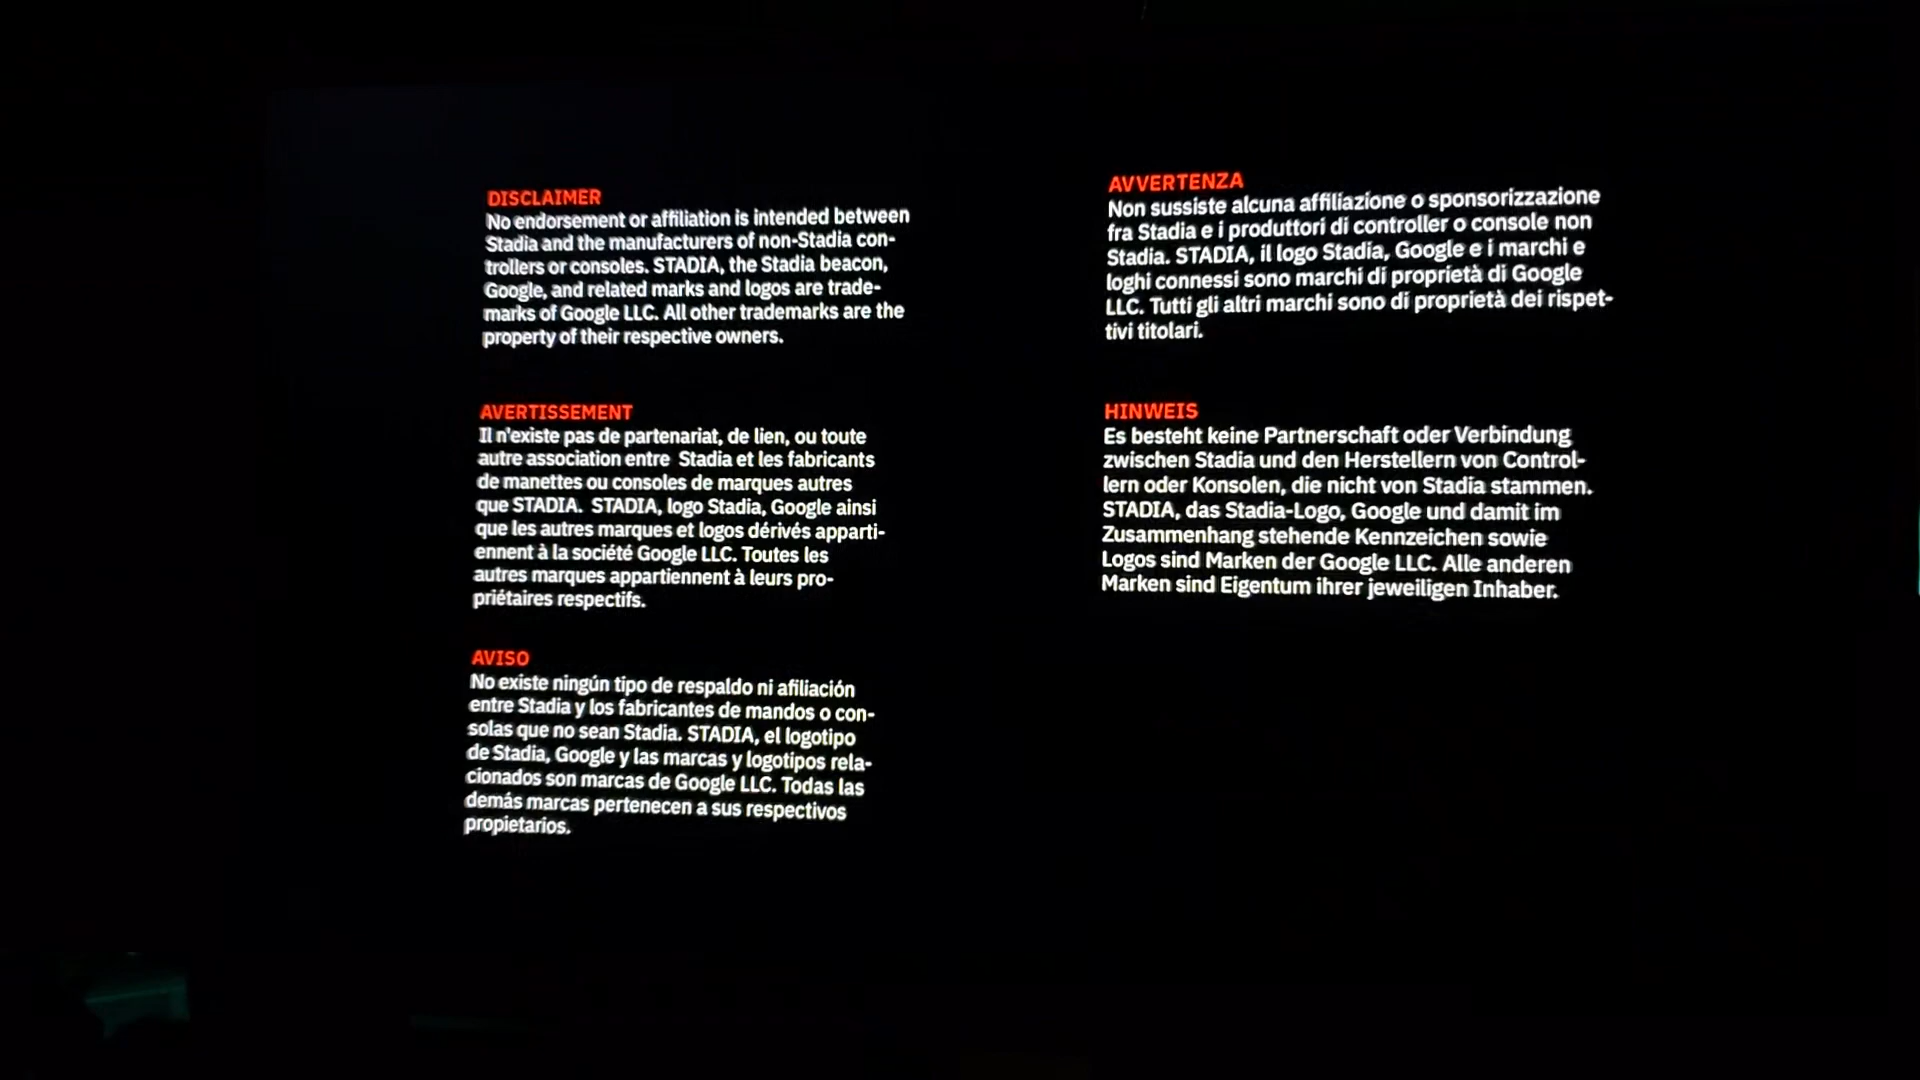 DISCLAIMER
No endorsement or affiliation is intended between
Stadia and the manufacturers of non-Stadia con-
trollers or consoles. STADIA, the Stadia beacon,
Google, and related marks and logos are trade-
marks of Google LLC. All other trademarks are the
property of their respective owners.
AVERTISSEMENT
Il n'existe pas de partenariat, de lien, ou toute
autre association entre Stadia et les fabricants
de manettes ou consoles de marques autres
que STADIA. STADIA, logo Stadia, Google ainsi
que les autres marques et logos dérivés apparti-
ennent à la société Google LLC. Toutes les
autres marques appartiennent à leurs pro-
priétaires respectifs.
AVISO
No existe ningún tipo de respaldo ni afiliación
entre Stadia y los fabricantes de mandos o con-
solas que no sean Stadia. STADIA, el logotipo
de Stadia, Google y las marcas y logotipos rela-
cionados son marcas de Google LLC. Todas las
demás marcas pertenecen a sus respectivos
propietarios.
AVVERTENZA
Non sussiste alcuna affiliazione o sponsorizzazione
fra Stadia e i produttori di controller o console non
Stadia. STADIA, il logo Stadia, Google e i marchi e
loghi connessi sono marchi di proprietà di Google
LLC. Tutti gli altri marchi sono di proprietà dei rispet-
tivi titolari.
HINWEIS
Es besteht keine Partnerschaft oder Verbindung
zwischen Stadia und den Herstellern von Control-
lern oder Konsolen, die nicht von Stadia stammen.
STADIA, das Stadia-Logo, Google und damit im
Zusammenhang stehende Kennzeichen sowie
Logos sind Marken der Google LLC. Alle anderen
Marken sind Eigentum ihrer jeweiligen Inhaber.